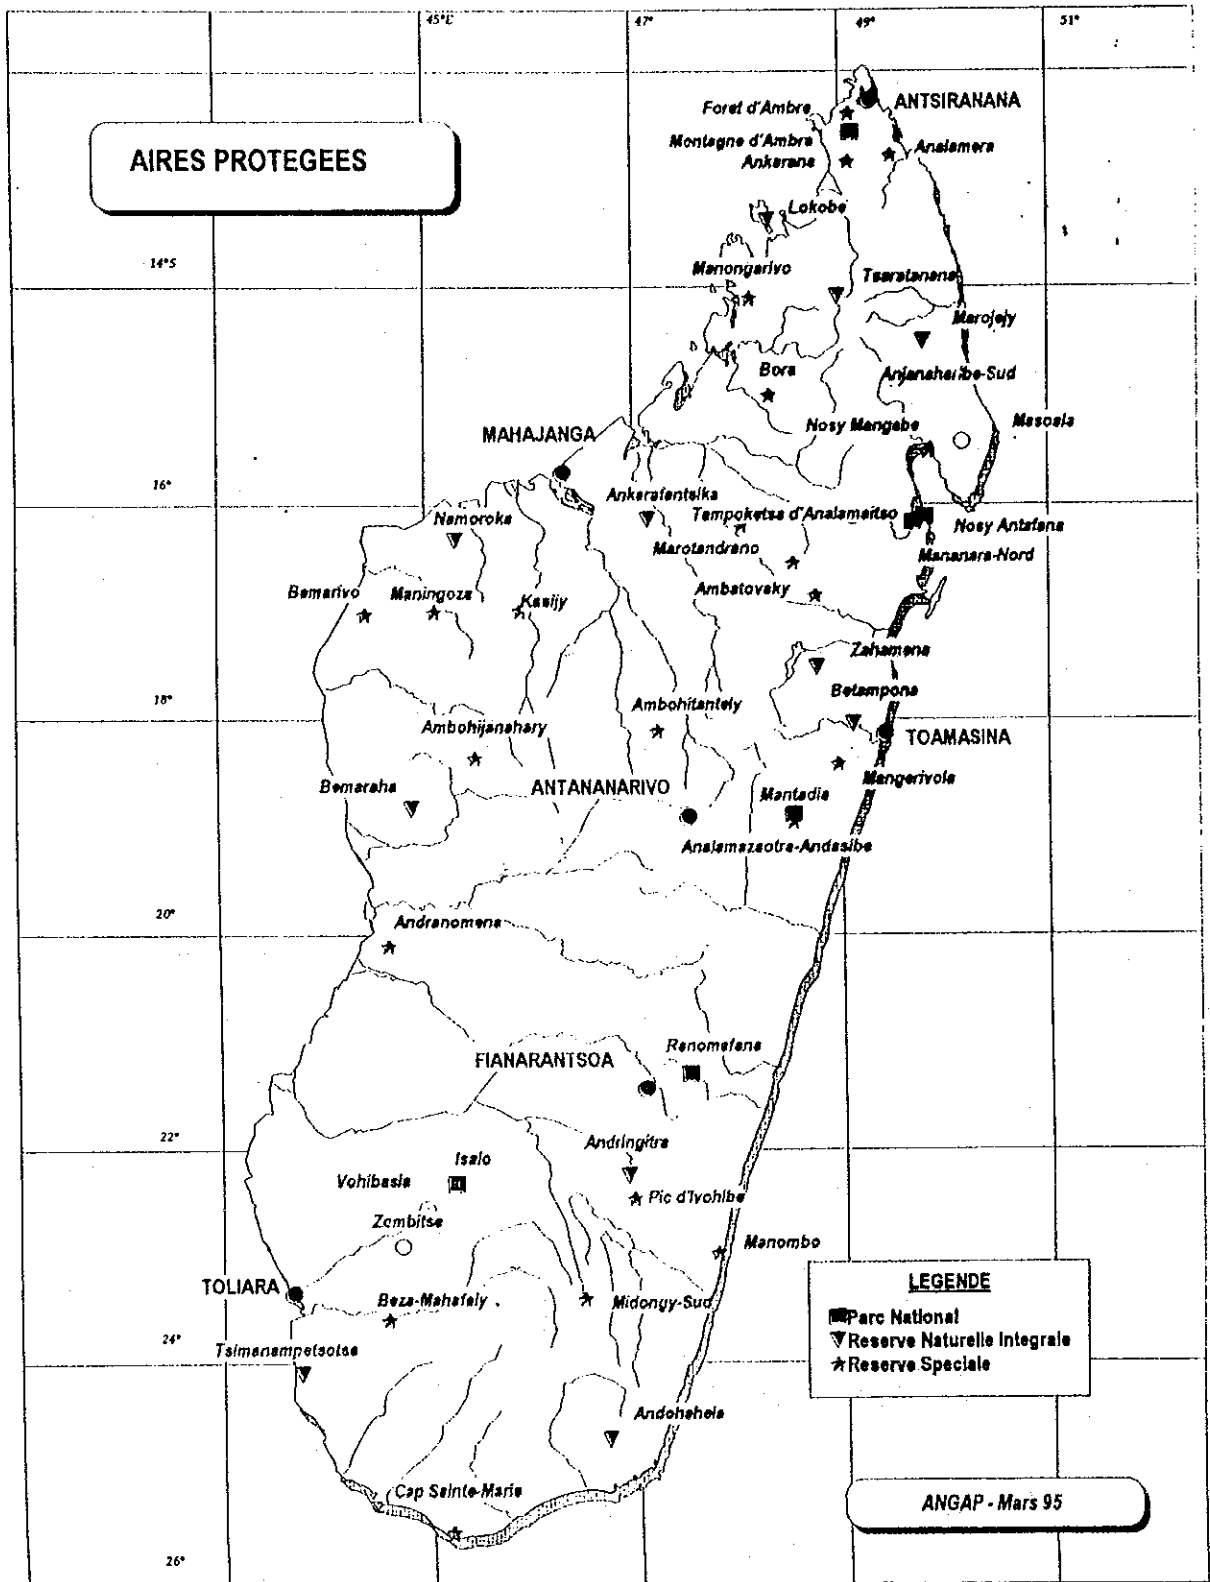 45°E
47°
49°
51°
ANTSIRANANA
Foret d'Ambre
Montagne d'Ambre
Analamera
Ankarana
AIRES PROTEGEES
Lokobe
14°S
Manongarivo
Tsaratanana
Marojejy
Bora
Anjanaharibe-Sud
Nosy Mangabe
Masoala
MAHAJANGA
16°
Ankarafantsika
Tampoketsa d'Analamaitso
Namoroka
Nosy Antafana
Marotandrano
Mananara-Nord
Ambatovaky
Bemarivo
Maningoza
Kasijy
Zahamena
Betampona
18°
Ambohijanahary
Ambohitantely
TOAMASINA
Mangerivola
Bemaraha
ANTANANARIVO
Mantadia
Analamazaotra-Andasibe
20°
Andranomena
Ranomafana
FIANARANTSOA
22°
Andringitra
Isalo
Vohibasia
Pic d'Ivohibe
Zombitse
Manombo
TOLIARA
Beza-Mahafaly
Midongy-Sud
24°
Tsimanampetsotsa
LEGENDE
Parc National
Reserve Naturelle Integrale
Reserve Speciale
Andohahela
Cap Sainte-Marie
ANGAP - Mars 95
26°